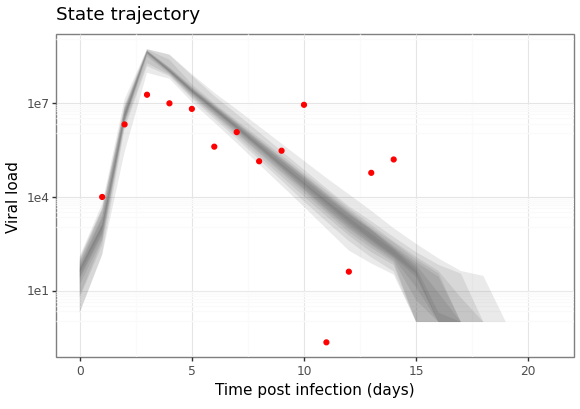 State trajectory
Viral load
1e7
1e4
1e1
0 5 10 15 20
Time post infection (days)